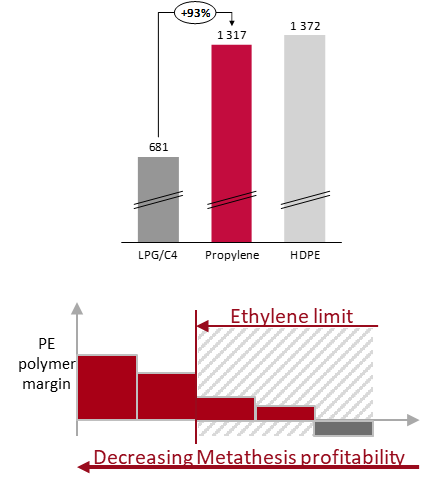 +93%
1 372
1 317
681
LPG/C4 Propylene HDPE
Ethylene limit
PE
polymer
margin
Decreasing Metathesis profitability